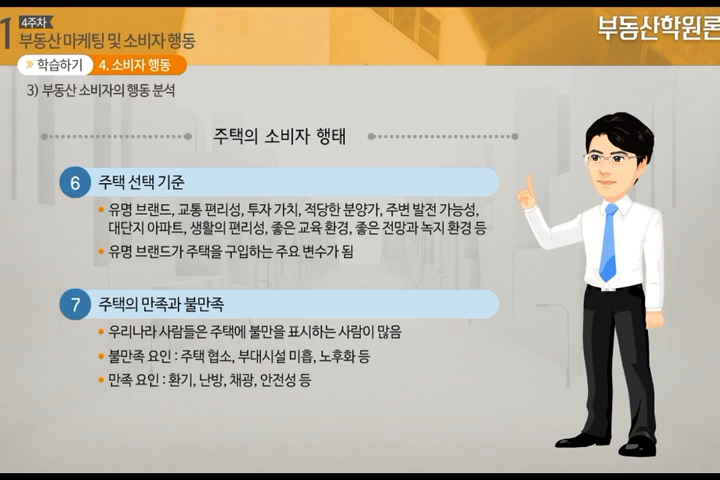 4주차
1 부동산 마케팅 및 소비자 행동
부동산학원론
» 학습하기
4. 소비자 행동
3) 부동산 소비자의 행동 분석
주택의 소비자 행태
6 주택 선택 기준
• 유명 브랜드, 교통 편리성, 투자 가치, 적당한 분양가, 주변 발전 가능성,
대단지 아파트, 생활의 편리성, 좋은 교육 환경, 좋은 전망과 녹지 환경 등
• 유명 브랜드가 주택을 구입하는 주요 변수가 됨
7 주택의 만족과 불만족
• 우리나라 사람들은 주택에 불만을 표시하는 사람이 많음
• 불만족 요인 : 주택 협소, 부대시설 미흡, 노후화 등
• 만족 요인 : 환기, 난방, 채광, 안전성 등